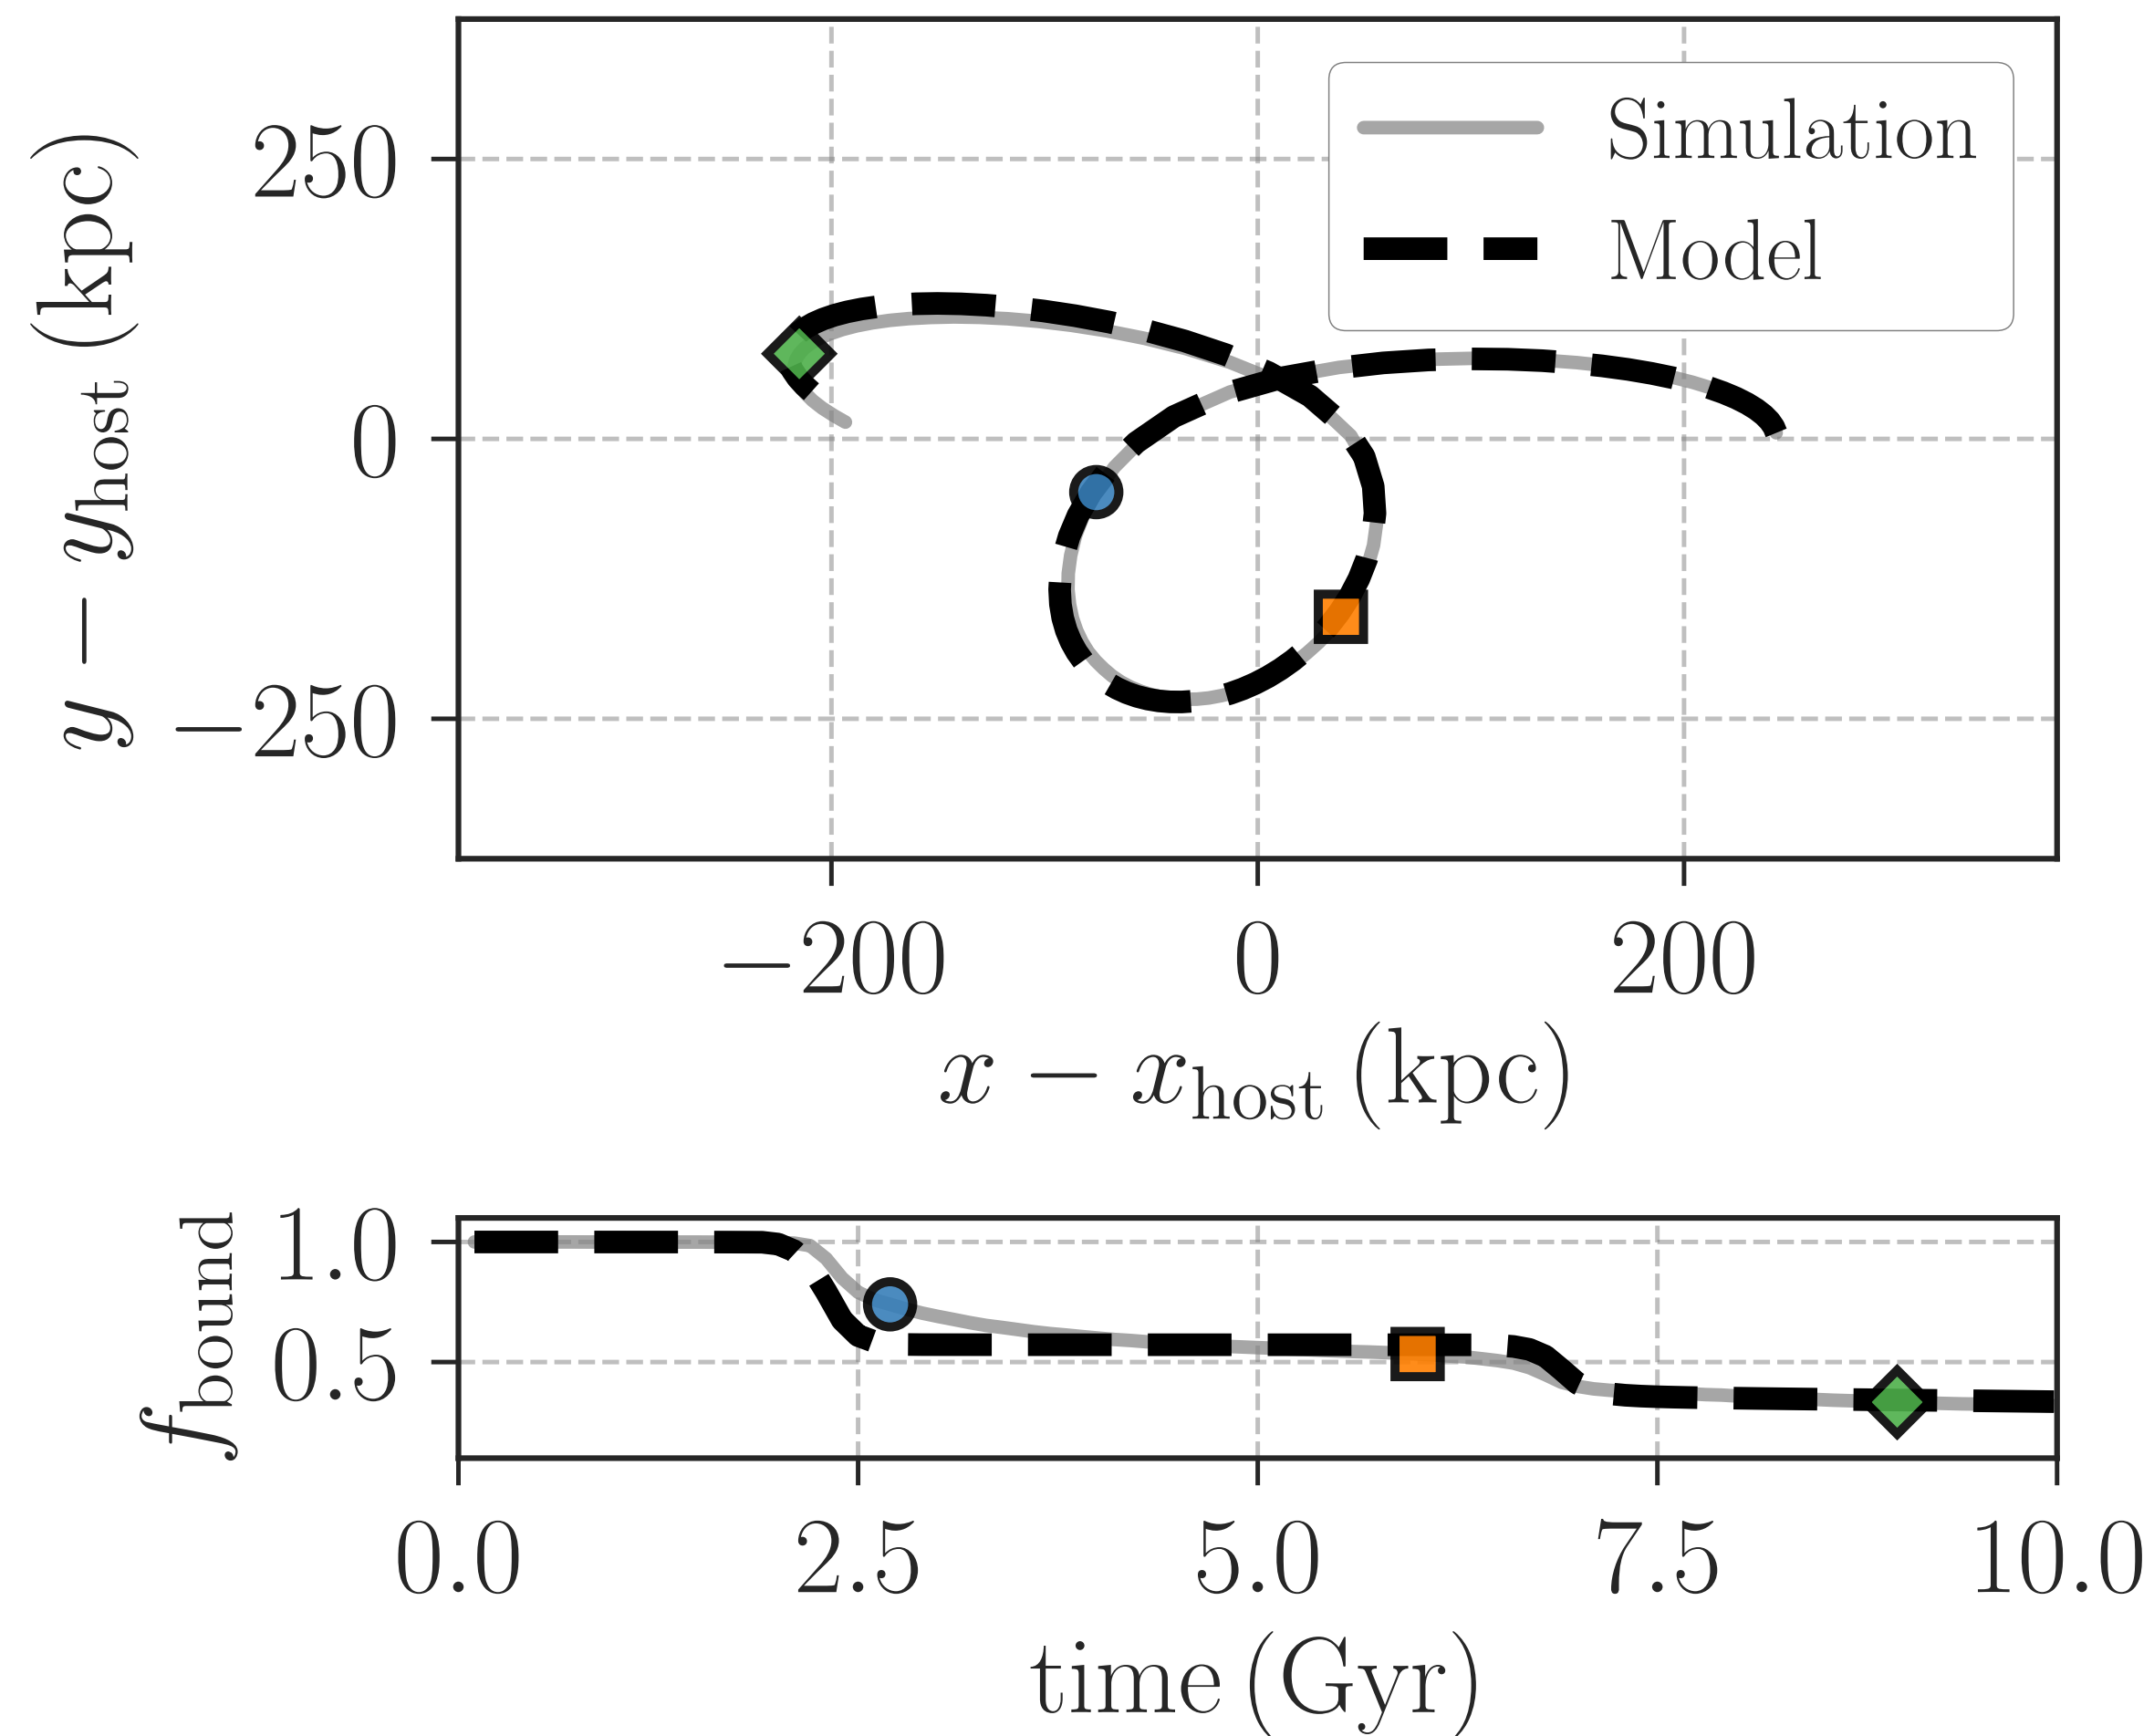 y − y_host (kpc)
250
0
−250
Simulation
Model
−200 0 200
x − x_host (kpc)
f_bound
1.0
0.5
0.0 2.5 5.0 7.5 10.0
time (Gyr)